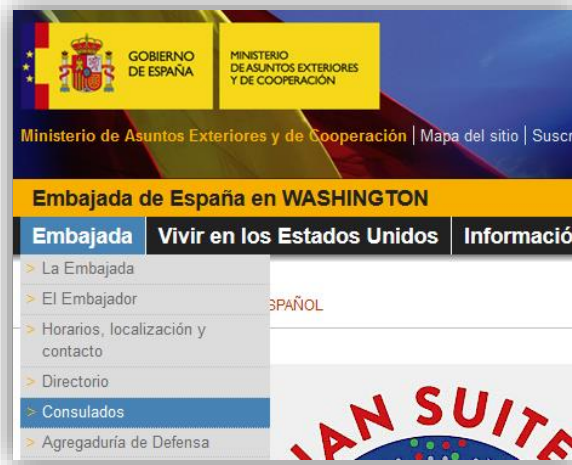 GOBIERNO
DE ESPAÑA
MINISTERIO
DE ASUNTOS EXTERIORES
Y DE COOPERACIÓN
Ministerio de Asuntos Exteriores y de Cooperación | Mapa del sitio | Suscr
Embajada de España en WASHINGTON
Embajada Vivir en los Estados Unidos Informació
> La Embajada
> El Embajador
SPAÑOL
> Horarios, localización y
contacto
> Directorio
> Consulados
> Agregaduría de Defensa
AN SUITE